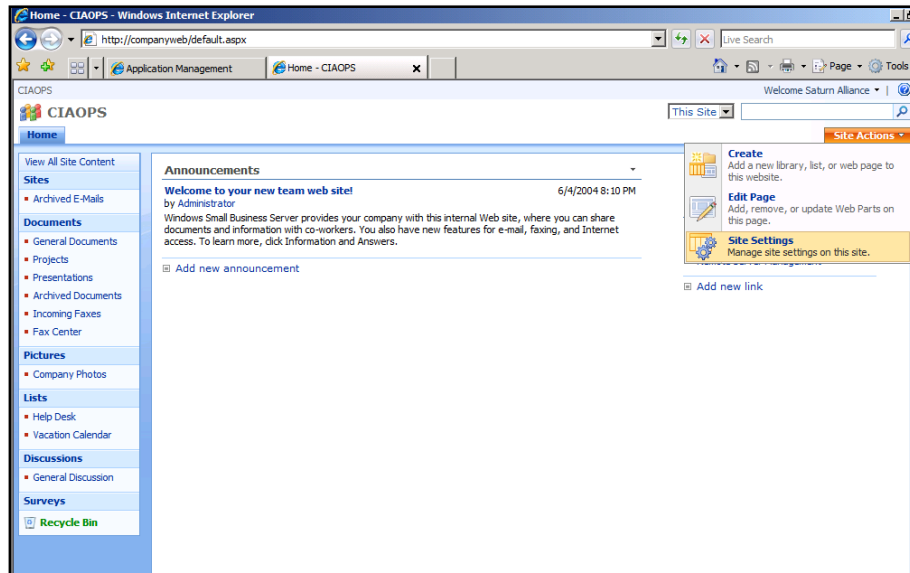 Home - CIAOPS - Windows Internet Explorer
http://companyweb/default.aspx
Live Search
Application Management
Home - CIAOPS
Page
Tools
CIAOPS
Welcome Saturn Alliance
CIAOPS
This Site
Home
Site Actions
View All Site Content
Sites
Archived E-Mails
Documents
General Documents
Projects
Presentations
Archived Documents
Incoming Faxes
Fax Center
Pictures
Company Photos
Lists
Help Desk
Vacation Calendar
Discussions
General Discussion
Surveys
Recycle Bin
Announcements
Welcome to your new team web site!
6/4/2004 8:10 PM
by Administrator
Windows Small Business Server provides your company with this internal Web site, where you can share
documents and information with co-workers. You also have new features for e-mail, faxing, and Internet
access. To learn more, click Information and Answers.
Add new announcement
Create
Add a new library, list, or web page to
this website.
Edit Page
Add, remove, or update Web Parts on
this page.
Site Settings
Manage site settings on this site.
Add new link